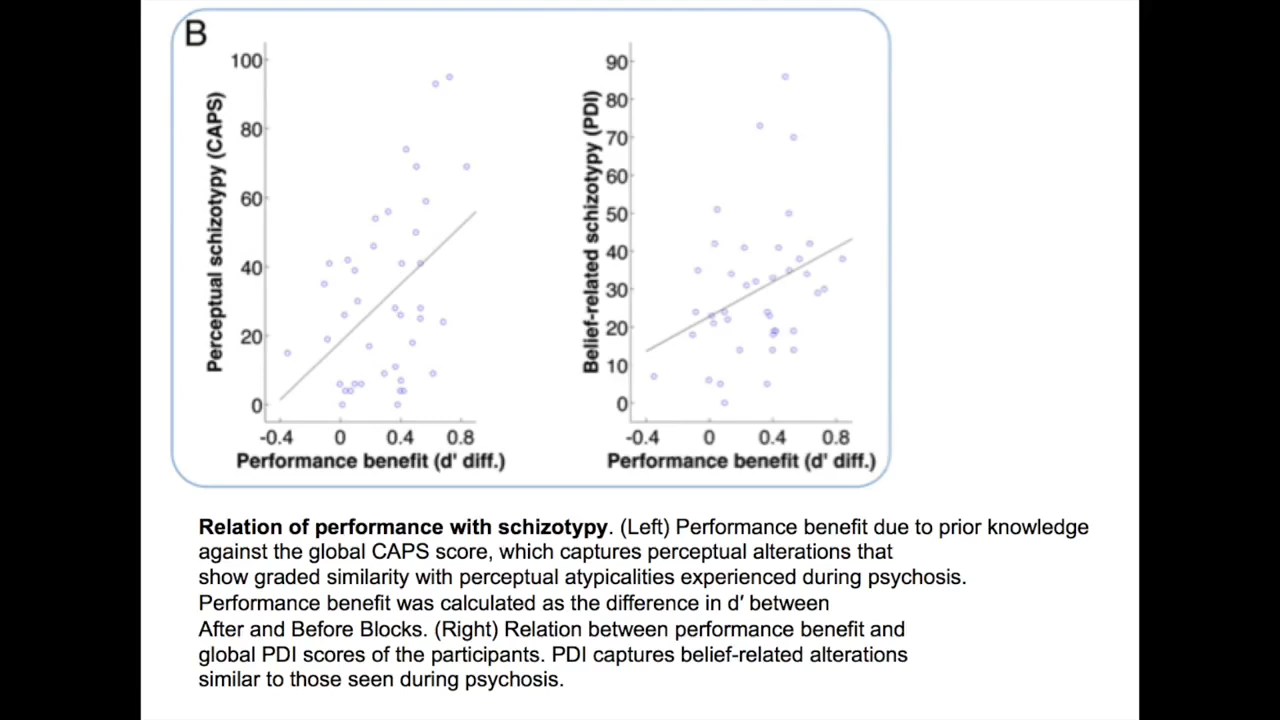 B
100
80
60
40
20
0
Perceptual schizotypy (CAPS)
-0.4 0 0.4 0.8
Performance benefit (d' diff.)
90
80
70
60
50
40
30
20
10
0
Belief-related schizotypy (PDI)
-0.4 0 0.4 0.8
Performance benefit (d' diff.)
Relation of performance with schizotypy. (Left) Performance benefit due to prior knowledge
against the global CAPS score, which captures perceptual alterations that
show graded similarity with perceptual atypicalities experienced during psychosis.
Performance benefit was calculated as the difference in d′ between
After and Before Blocks. (Right) Relation between performance benefit and
global PDI scores of the participants. PDI captures belief-related alterations
similar to those seen during psychosis.